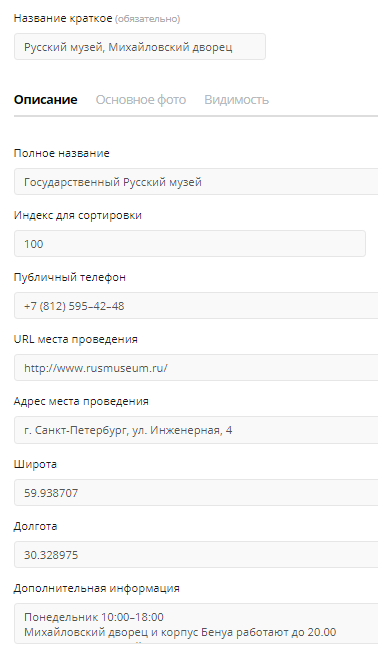 Название краткое (обязательно)
Русский музей, Михайловский дворец
Описание Основное фото Видимость
Полное название
Государственный Русский музей
Индекс для сортировки
100
Публичный телефон
+7 (812) 595–42–48
URL места проведения
http://www.rusmuseum.ru/
Адрес места проведения
г. Санкт-Петербург, ул. Инженерная, 4
Широта
59.938707
Долгота
30.328975
Дополнительная информация
Понедельник 10:00–18:00
Михайловский дворец и корпус Бенуа работают до 20.00